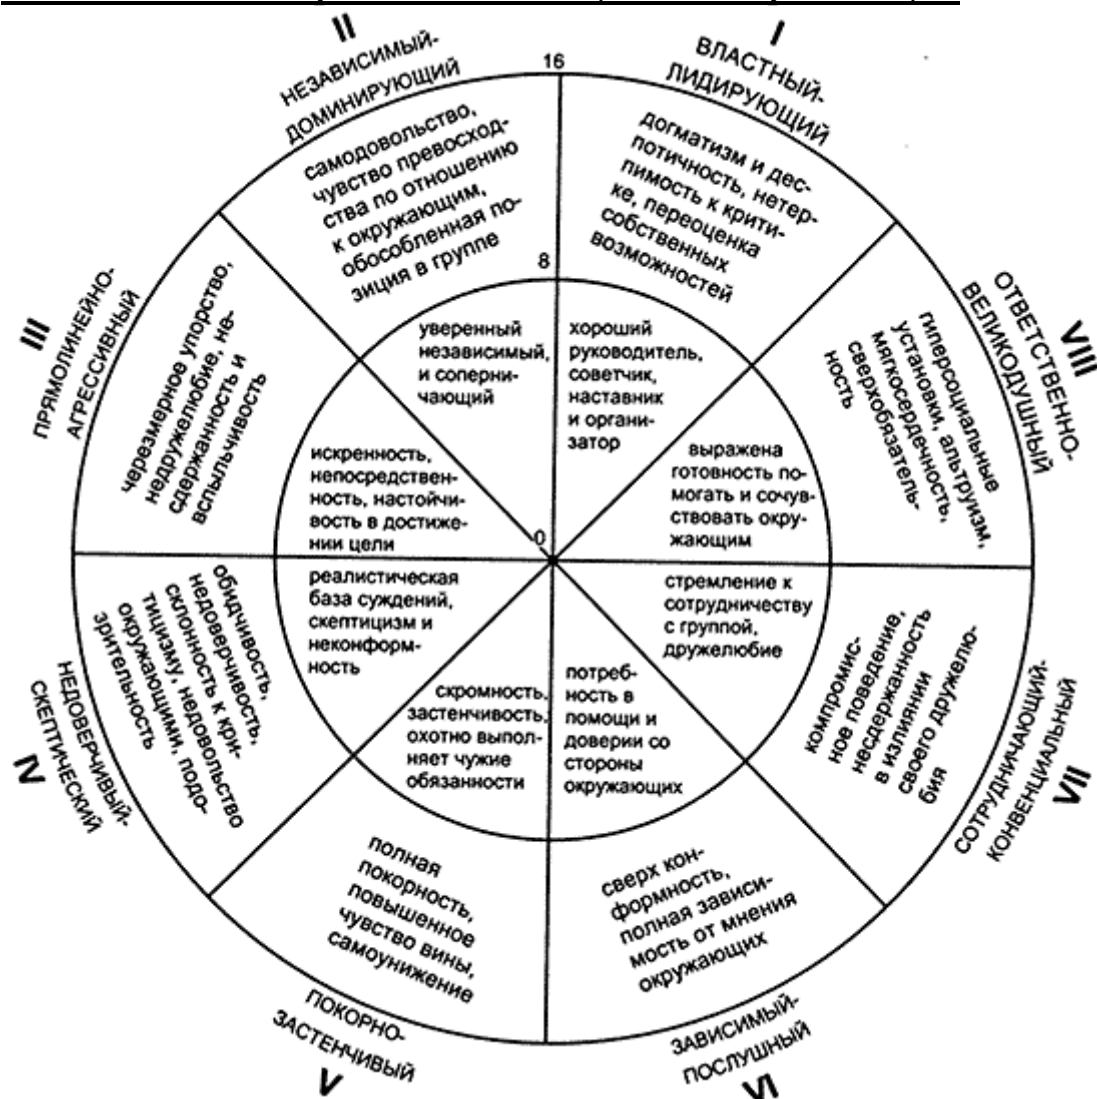 I
ВЛАСТНЫЙ-
ЛИДИРУЮЩИЙ
догматизм и дес-
потичность, нетер-
пимость к крити-
ке, переоценка
собственных
возможностей
хороший
руководитель,
советчик,
наставник
и органи-
затор
II
НЕЗАВИСИМЫЙ-
ДОМИНИРУЮЩИЙ
самодовольство,
чувство превосход-
ства по отношению
к окружающим,
обособленная по-
зиция в группе
уверенный
независимый,
и соперни-
чающий
III
ПРЯМОЛИНЕЙНО-
АГРЕССИВНЫЙ
черезмерное упорство,
недружелюбие, не-
сдержанность и
вспыльчивость
искренность,
непосредствен-
ность, настойчи-
вость в достиже-
нии цели
IV
НЕДОВЕРЧИВЫЙ-
СКЕПТИЧЕСКИЙ
обидчивость,
недоверчивость,
склонность к кри-
тицизму, недовольство
окружающими, подо-
зрительность
реалистическая
база суждений,
скептицизм и
неконформ-
ность
V
ПОКОРНО-
ЗАСТЕНЧИВЫЙ
полная
покорность,
повышенное
чувство вины,
самоунижение
скромность,
застенчивость,
охотно выпол-
няет чужие
обязанности
VI
ЗАВИСИМЫЙ-
ПОСЛУШНЫЙ
сверх кон-
формность,
полная зависи-
мость от мнения
окружающих
потреб-
ность в
помощи и
доверии со
стороны
окружающих
VII
СОТРУДНИЧАЮЩИЙ-
КОНВЕНЦИАЛЬНЫЙ
компромис-
ное поведение,
несдержанность
в излиянии
своего дружелю-
бия
стремление к
сотрудничеству
с группой,
дружелюбие
VIII
ОТВЕТСТВЕННО-
ВЕЛИКОДУШНЫЙ
гиперсоциальные
установки, альтруизм,
мягкосердечность,
сверхобязатель-
ность
выражена
готовность по-
могать и сочув-
ствовать окру-
жающим
16
8
0